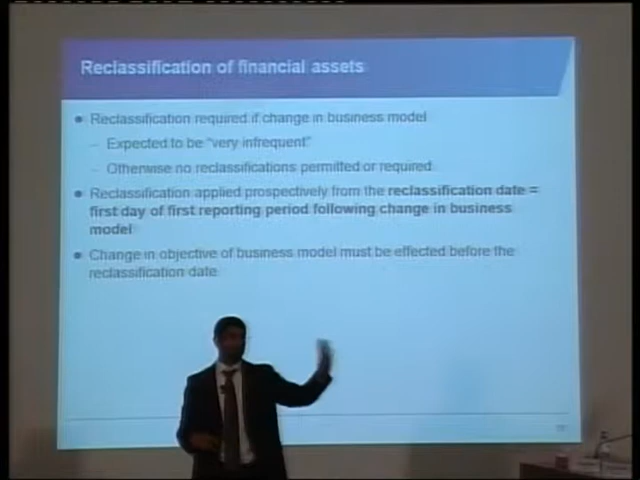 Reclassification of financial assets
• Reclassification required if change in business model
– Expected to be "very infrequent"
– Otherwise no reclassifications permitted or required
• Reclassification applied prospectively from the reclassification date =
first day of first reporting period following change in business
model
• Change in objective of business model must be effected before the
reclassification date